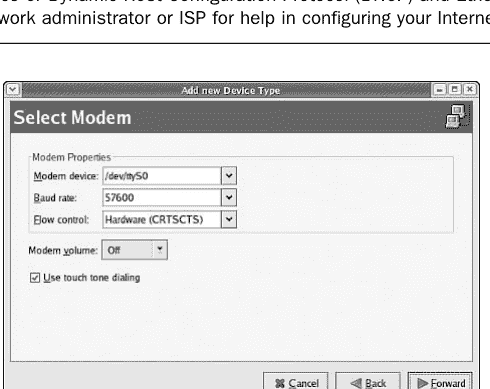 work administrator or ISP for help in configuring your Interne
Add new Device Type
Select Modem
Modem Properties
Modem device: /dev/ttyS0
Baud rate: 57600
Flow control: Hardware (CRTSCTS)
Modem volume: Off
Use touch tone dialing
Cancel Back Forward